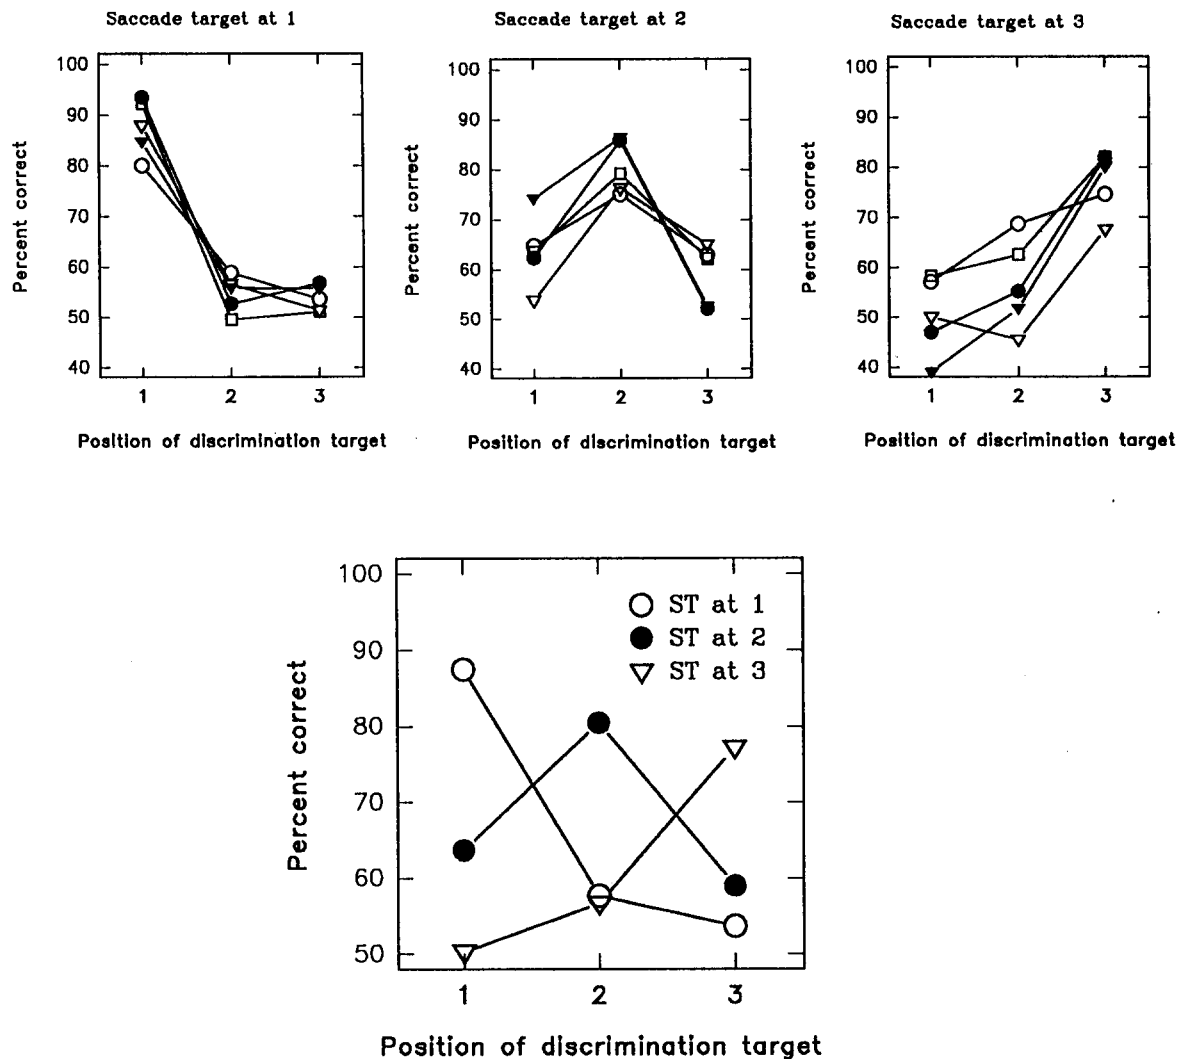 Saccade target at 1
Saccade target at 2
Saccade target at 3
100
90
80
70
60
50
40
Percent correct
1 2 3
Position of discrimination target
100
90
80
70
60
50
40
Percent correct
1 2 3
Position of discrimination target
100
90
80
70
60
50
40
Percent correct
1 2 3
Position of discrimination target
100
90
80
70
60
50
Percent correct
ST at 1
ST at 2
ST at 3
1 2 3
Position of discrimination target